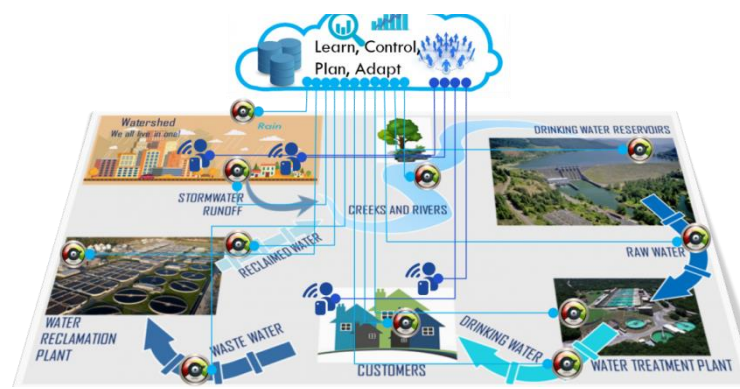 Learn, Control,
Plan, Adapt
Watershed
We all live in one!
Rain
DRINKING WATER RESERVOIRS
STORMWATER
RUNOFF
CREEKS AND RIVERS
RECLAIMED WATER
RAW WATER
WATER
RECLAMATION
PLANT
WASTE WATER
CUSTOMERS
DRINKING WATER
WATER TREATMENT PLANT